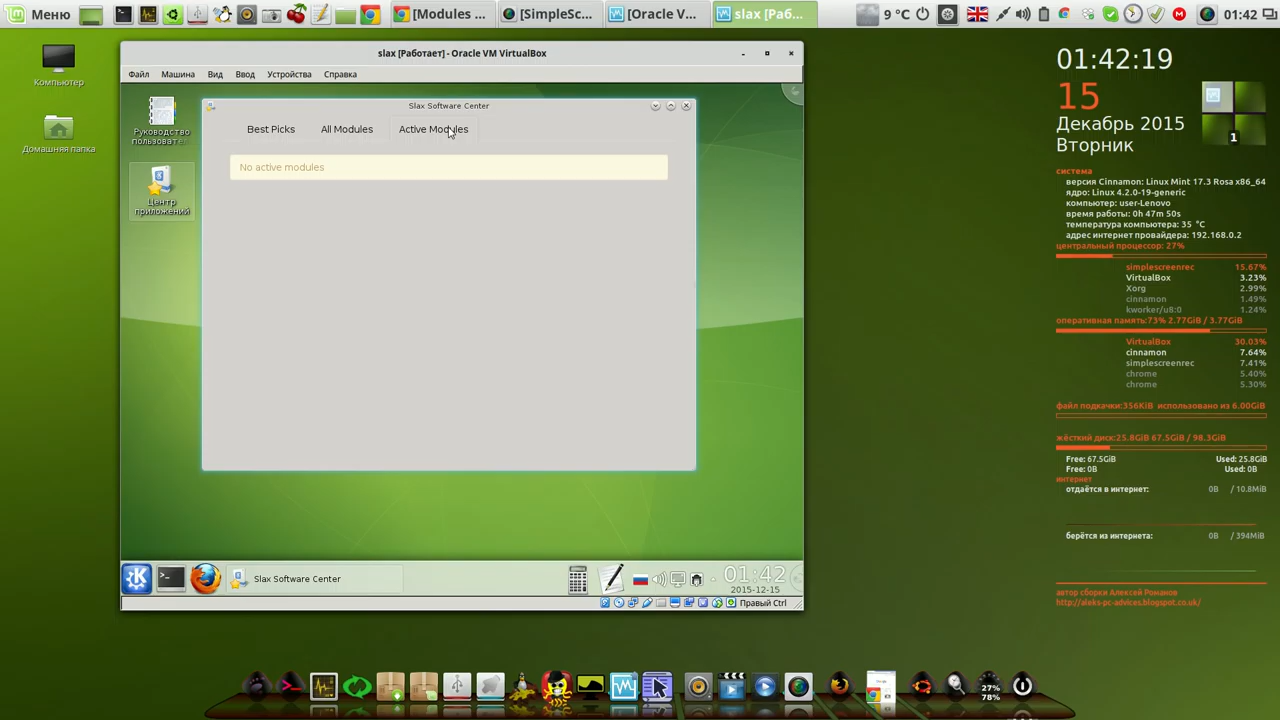 Меню
[Modules ...
[SimpleSc...
[Oracle V...
slax [Раб...
9 °C
01:42
Компьютер
Домашняя папка
slax [Работает] - Oracle VM VirtualBox
Файл Машина Вид Ввод Устройства Справка
Руководство
пользовате.
Центр
приложений
Slax Software Center
Best Picks All Modules Active Modules
No active modules
Slax Software Center
01:42
2015-12-15
Правый Ctrl
01:42:19
15
Декабрь 2015
Вторник
1
система
версия Cinnamon: Linux Mint 17.3 Rosa x86_64
ядро: Linux 4.2.0-19-generic
компьютер: user-Lenovo
время работы: 0h 47m 50s
температура компьютера: 35 °C
адрес интернет провайдера: 192.168.0.2
центральный процессор: 27%
simplescreenrec 15.67%
VirtualBox 3.23%
Xorg 2.99%
cinnamon 1.49%
kworker/u8:0 1.24%
оперативная память:73% 2.77GiB / 3.77GiB
VirtualBox 30.03%
cinnamon 7.64%
simplescreenrec 7.41%
chrome 5.40%
chrome 5.30%
файл подкачки:356KiB использовано из 6.00GiB
жёсткий диск:25.8GiB 67.5GiB / 98.3GiB
Free: 67.5GiB Used: 25.8GiB
Free: 0B Used: 0B
интернет
отдаётся в интернет: 0B / 10.8MiB
берётся из интернета: 0B / 394MiB
автор сборки Алексей Романов
http://aleks-pc-advices.blogspot.co.uk/
27%
78%